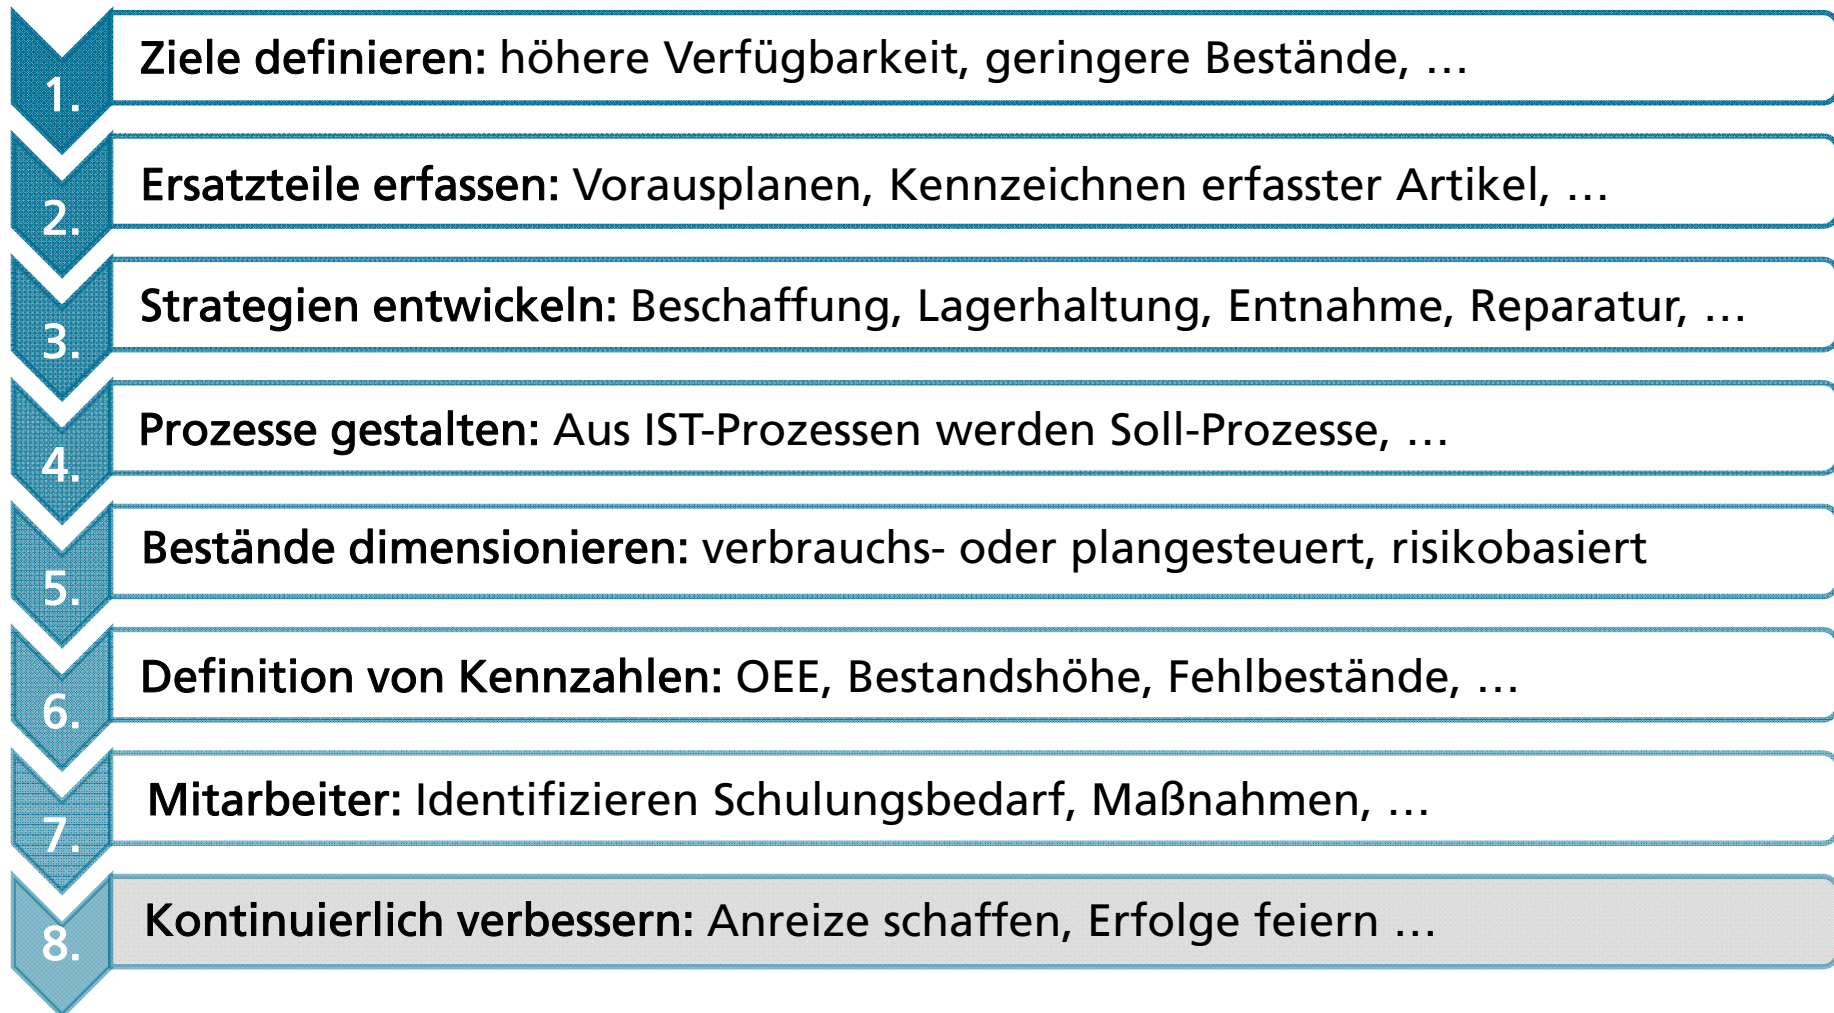 1. Ziele definieren: höhere Verfügbarkeit, geringere Bestände, …
2. Ersatzteile erfassen: Vorausplanen, Kennzeichnen erfasster Artikel, …
3. Strategien entwickeln: Beschaffung, Lagerhaltung, Entnahme, Reparatur, …
4. Prozesse gestalten: Aus IST-Prozessen werden Soll-Prozesse, …
5. Bestände dimensionieren: verbrauchs- oder plangesteuert, risikobasiert
6. Definition von Kennzahlen: OEE, Bestandshöhe, Fehlbestände, …
7. Mitarbeiter: Identifizieren Schulungsbedarf, Maßnahmen, …
8. Kontinuierlich verbessern: Anreize schaffen, Erfolge feiern …